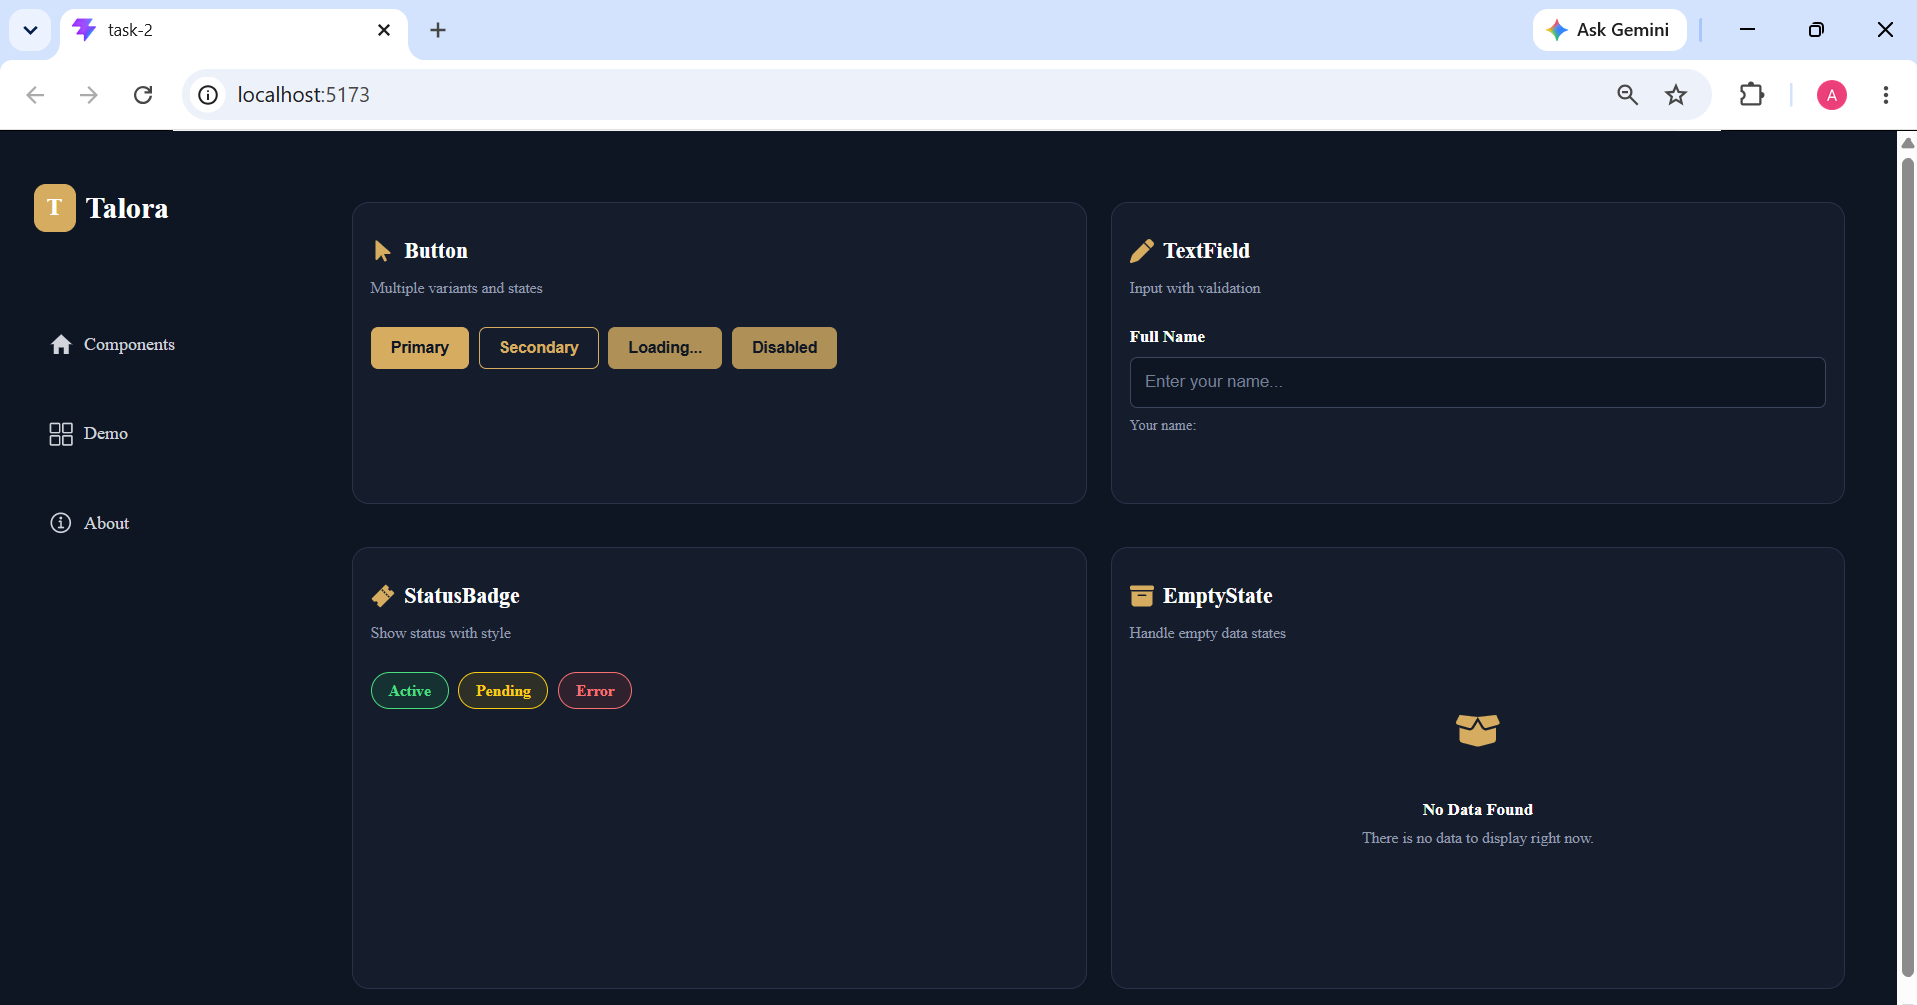 task-2
Ask Gemini
localhost:5173
A
T Talora
Components
Demo
About
Button
Multiple variants and states
Primary Secondary Loading... Disabled
TextField
Input with validation
Full Name
Enter your name...
Your name:
StatusBadge
Show status with style
Active Pending Error
EmptyState
Handle empty data states
No Data Found
There is no data to display right now.